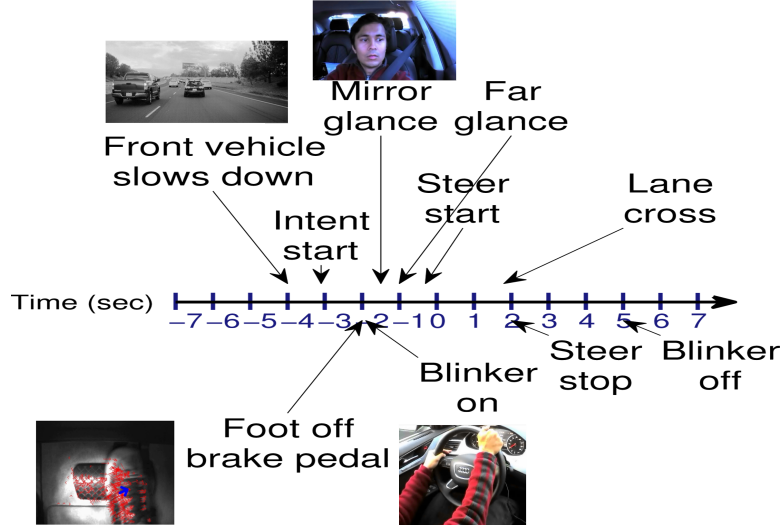 Mirror
glance
Far
glance
Front vehicle
slows down
Steer
start
Lane
cross
Intent
start
Time (sec)
−7 −6 −5 −4 −3 −2 −1 0 1 2 3 4 5 6 7
Blinker
on
Steer
stop
Blinker
off
Foot off
brake pedal